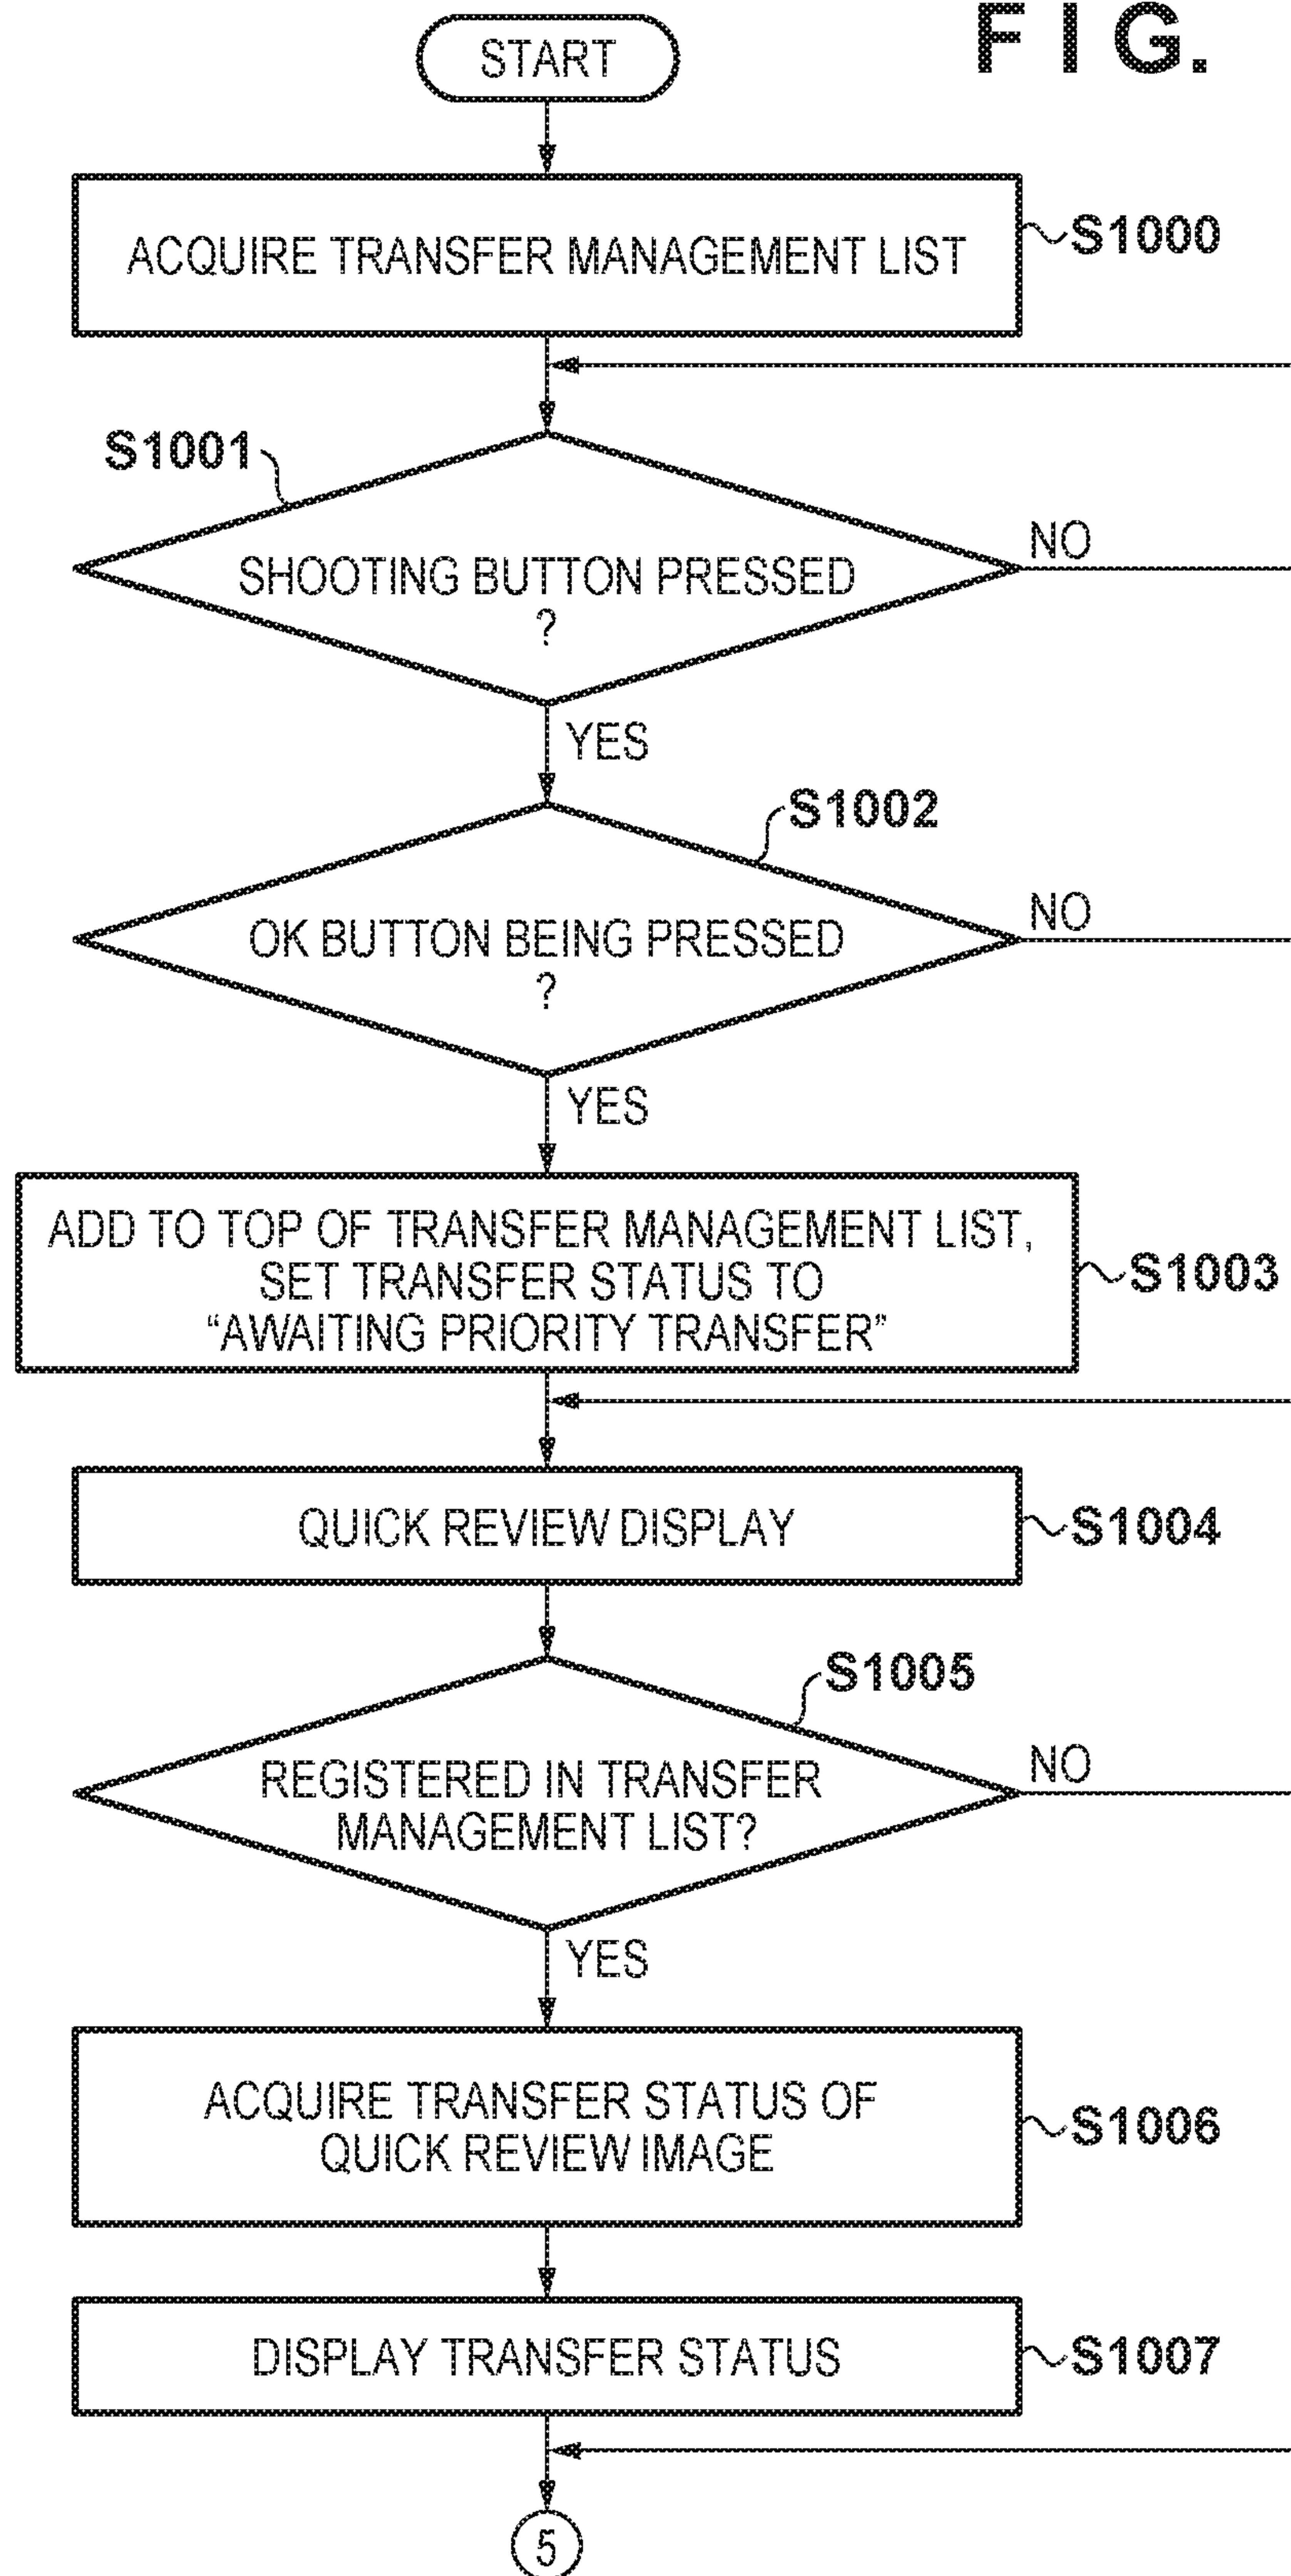 FIG.
START
ACQUIRE TRANSFER MANAGEMENT LIST
S1000
S1001
SHOOTING BUTTON PRESSED
?
NO
YES
S1002
OK BUTTON BEING PRESSED
?
NO
YES
ADD TO TOP OF TRANSFER MANAGEMENT LIST,
SET TRANSFER STATUS TO
“AWAITING PRIORITY TRANSFER”
S1003
QUICK REVIEW DISPLAY
S1004
S1005
REGISTERED IN TRANSFER
MANAGEMENT LIST?
NO
YES
ACQUIRE TRANSFER STATUS OF
QUICK REVIEW IMAGE
S1006
DISPLAY TRANSFER STATUS
S1007
5